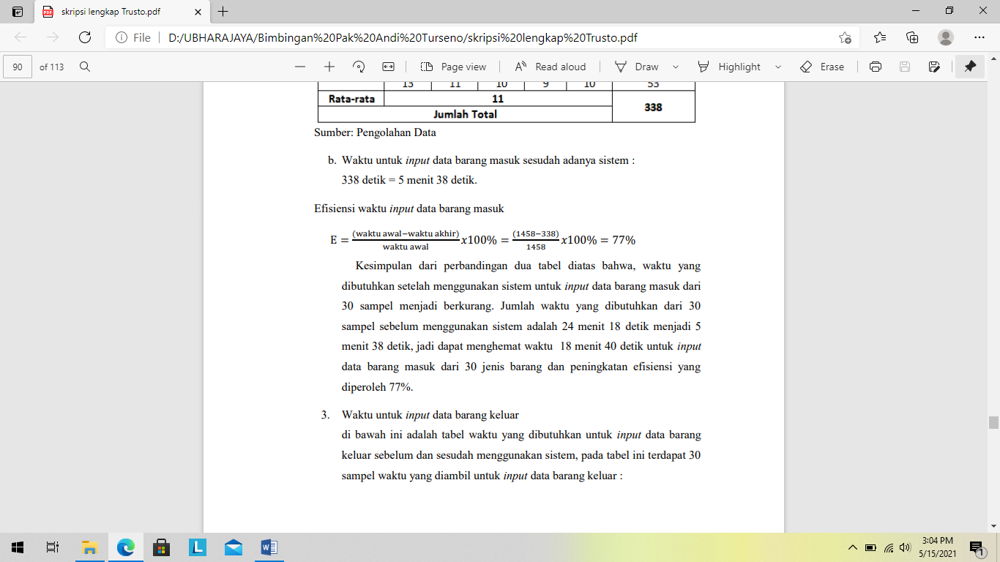 skripsi lengkap Trusto.pdf
File D:/UBHARAJAYA/Bimbingan%20Pak%20Andi%20Turseno/skripsi%20lengkap%20Trusto.pdf
90 of 113 Page view Read aloud Draw Highlight Erase
13 11 10 9 10 53
Rata-rata 11
338
Jumlah Total
Sumber: Pengolahan Data
b. Waktu untuk input data barang masuk sesudah adanya sistem :
338 detik = 5 menit 38 detik.
Efisiensi waktu input data barang masuk
E = (waktu awal−waktu akhir)/waktu awal x100% = (1458−338)/1458 x100% = 77%
Kesimpulan dari perbandingan dua tabel diatas bahwa, waktu yang
dibutuhkan setelah menggunakan sistem untuk input data barang masuk dari
30 sampel menjadi berkurang. Jumlah waktu yang dibutuhkan dari 30
sampel sebelum menggunakan sistem adalah 24 menit 18 detik menjadi 5
menit 38 detik, jadi dapat menghemat waktu 18 menit 40 detik untuk input
data barang masuk dari 30 jenis barang dan peningkatan efisiensi yang
diperoleh 77%.
3. Waktu untuk input data barang keluar
di bawah ini adalah tabel waktu yang dibutuhkan untuk input data barang
keluar sebelum dan sesudah menggunakan sistem, pada tabel ini terdapat 30
sampel waktu yang diambil untuk input data barang keluar :
3:04 PM
5/15/2021
1